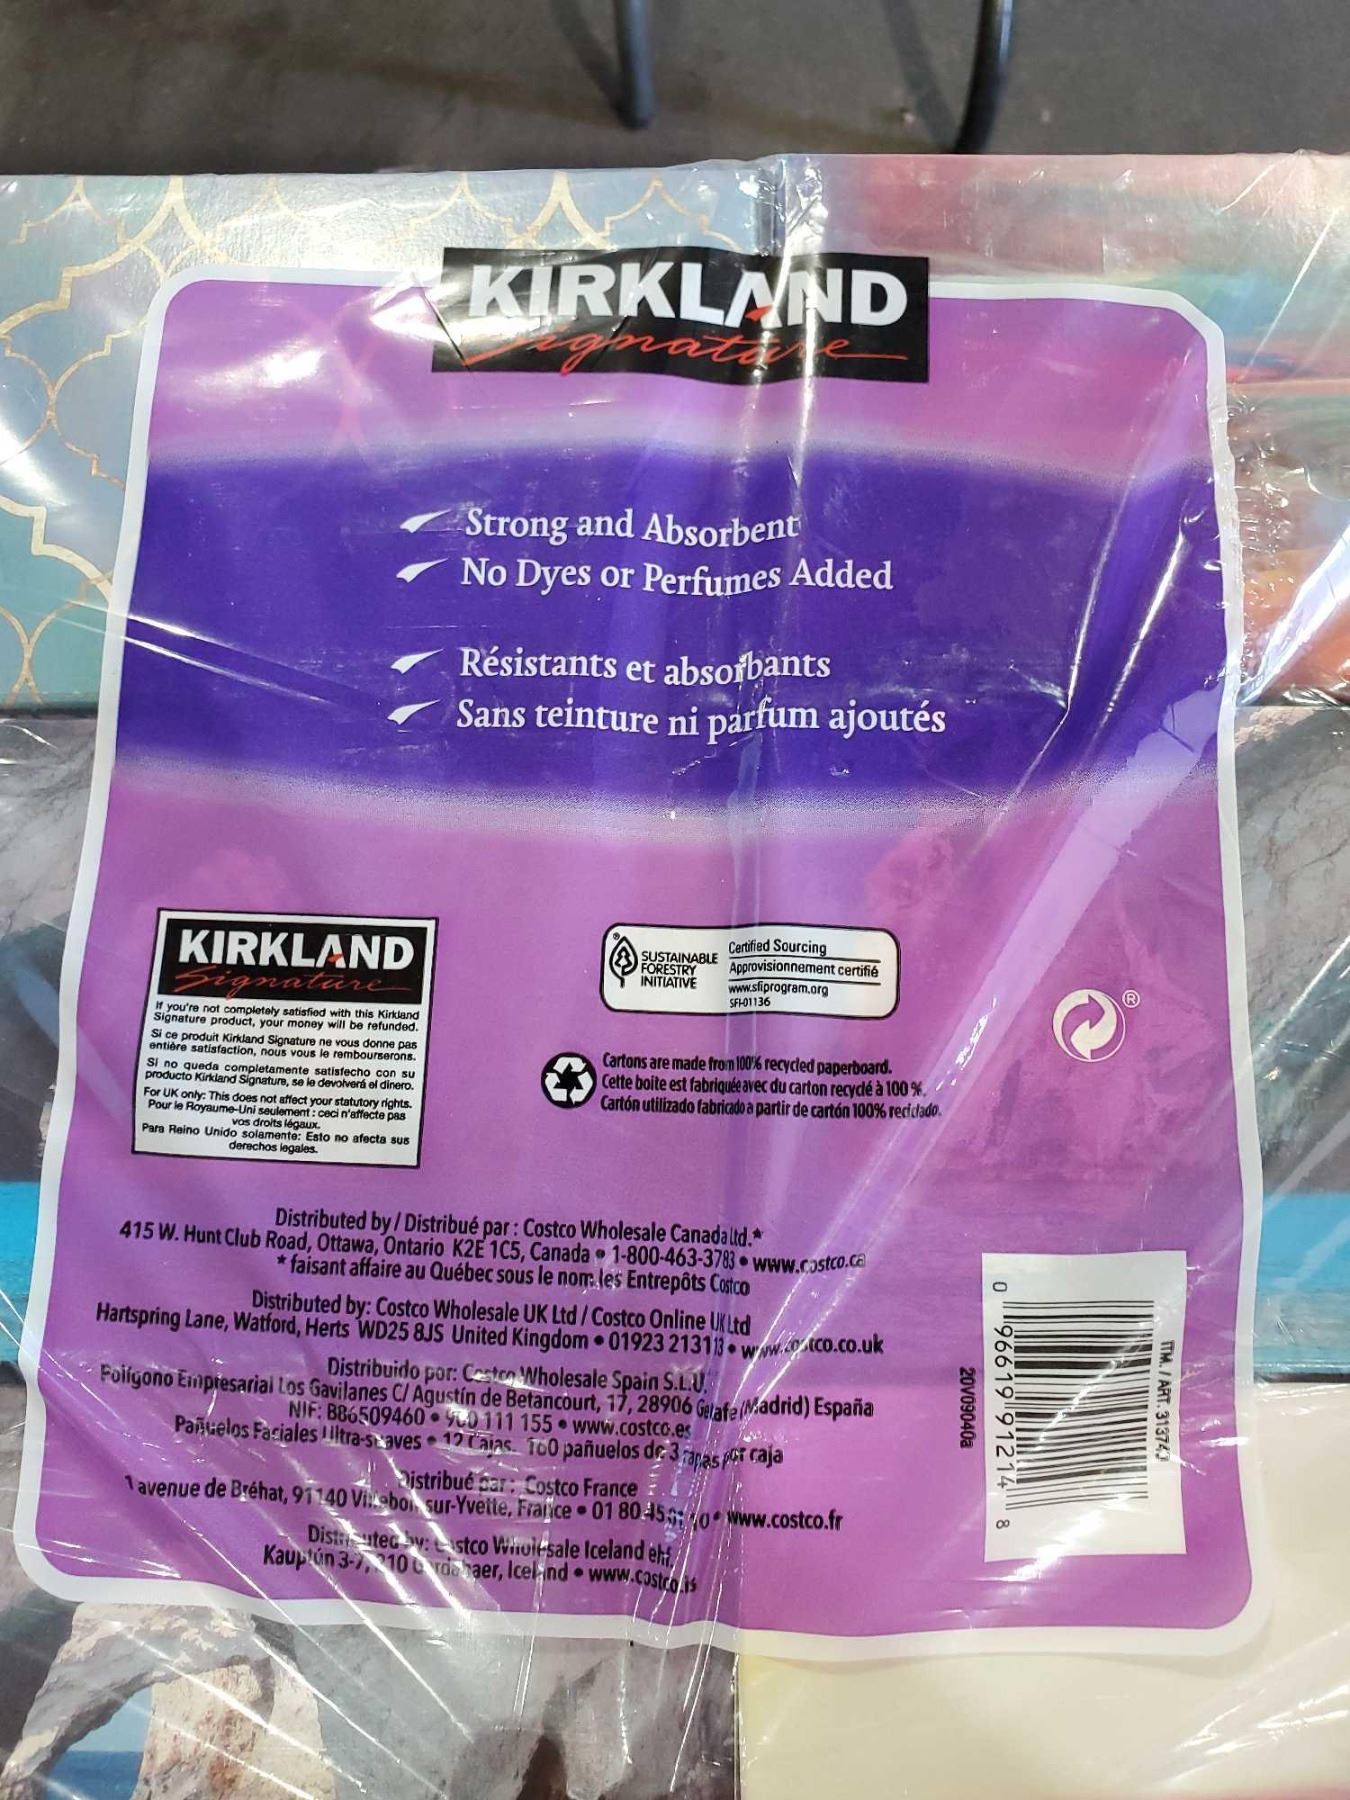 KIRKLAND
Signature
Strong and Absorbent
No Dyes or Perfumes Added
Résistants et absorbants
Sans teinture ni parfum ajoutés
KIRKLAND
Signature
If you're not completely satisfied with this Kirkland
Signature product, your money will be refunded.
Si ce produit Kirkland Signature ne vous donne pas
entière satisfaction, nous vous le rembourserons.
Si no queda completamente satisfecho con su
producto Kirkland Signature, se le devolverá el dinero.
For UK only: This does not affect your statutory rights.
Pour le Royaume-Uni seulement : ceci n'affecte pas
vos droits légaux.
Para Reino Unido solamente: Esto no afecta sus
derechos legales.
SUSTAINABLE
FORESTRY
INITIATIVE
Certified Sourcing
Approvisionnement certifié
www.sfiprogram.org
SFI-01136
Cartons are made from 100% recycled paperboard.
Cette boite est fabriquée avec du carton recyclé à 100 %.
Cartón utilizado fabricado a partir de cartón 100% reciclado.
Distributed by / Distribué par : Costco Wholesale Canada Ltd.*
415 W. Hunt Club Road, Ottawa, Ontario K2E 1C5, Canada • 1-800-463-3783 • www.costco.ca
* faisant affaire au Québec sous le nom les Entrepôts Costco
Distributed by: Costco Wholesale UK Ltd / Costco Online UK Ltd
Hartspring Lane, Watford, Herts WD25 8JS United Kingdom • 01923 213113 • www.costco.co.uk
Distribuido por: Costco Wholesale Spain S.L.U.
Polígono Empresarial Los Gavilanes C/ Agustín de Betancourt, 17, 28906 Getafe (Madrid) España
NIF: B86509460 • 900 111 155 • www.costco.es
Pañuelos Faciales Ultra-suaves • 12 Cajas. 160 pañuelos de 3 capas por caja
Distribué par : Costco France
1 avenue de Bréhat, 91140 Villebon-sur-Yvette, France • 01 80 45 • www.costco.fr
Distributed by: Costco Wholesale Iceland ehf.
Kauptún 3-7, 210 Gardabaer, Iceland • www.costco.is
20V09040a
0 96619 91214 8
ITM. / ART.